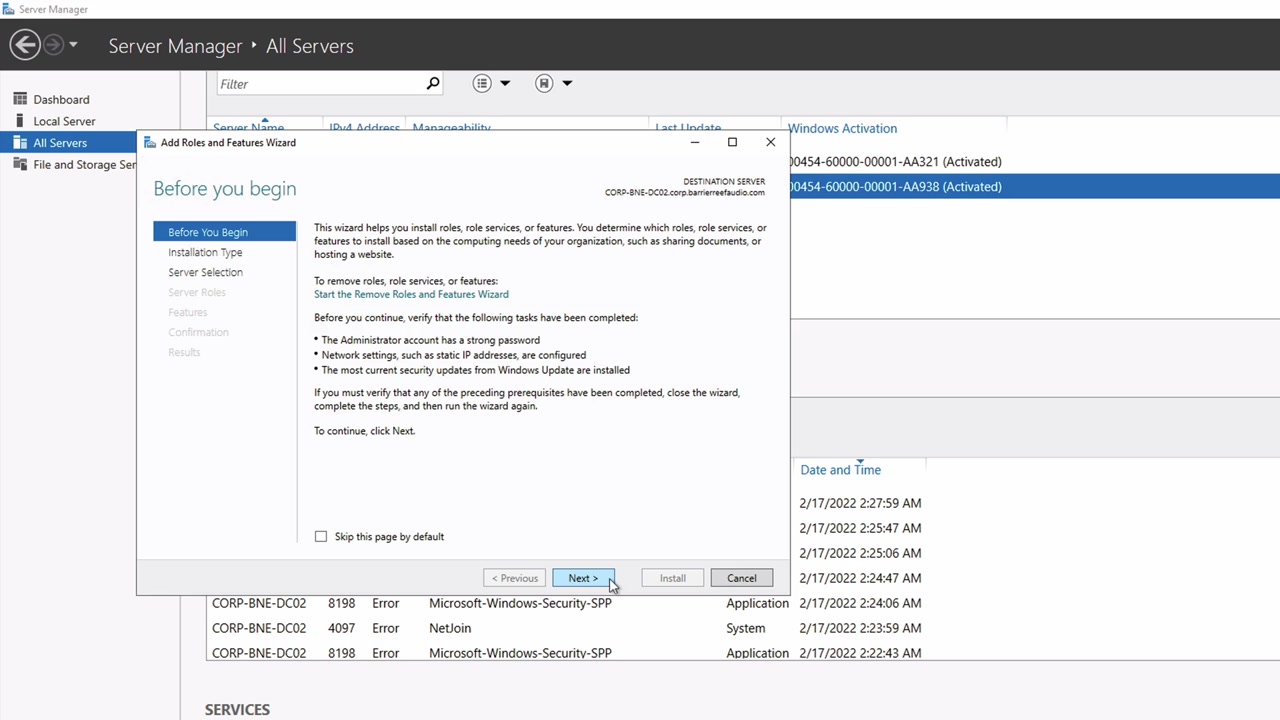 Server Manager
Server Manager ‣ All Servers
Filter
Dashboard
Local Server
All Servers
File and Storage Ser
Server Name IPv4 Address Manageability Last Update Windows Activation
00454-60000-00001-AA321 (Activated)
00454-60000-00001-AA938 (Activated)
Add Roles and Features Wizard
Before you begin
DESTINATION SERVER
CORP-BNE-DC02.corp.barrierreefaudio.com
Before You Begin
Installation Type
Server Selection
Server Roles
Features
Confirmation
Results
This wizard helps you install roles, role services, or features. You determine which roles, role services, or
features to install based on the computing needs of your organization, such as sharing documents, or
hosting a website.
To remove roles, role services, or features:
Start the Remove Roles and Features Wizard
Before you continue, verify that the following tasks have been completed:
• The Administrator account has a strong password
• Network settings, such as static IP addresses, are configured
• The most current security updates from Windows Update are installed
If you must verify that any of the preceding prerequisites have been completed, close the wizard,
complete the steps, and then run the wizard again.
To continue, click Next.
Skip this page by default
< Previous Next > Install Cancel
Date and Time
2/17/2022 2:27:59 AM
2/17/2022 2:25:47 AM
2/17/2022 2:25:06 AM
2/17/2022 2:24:47 AM
CORP-BNE-DC02 8198 Error Microsoft-Windows-Security-SPP Application 2/17/2022 2:24:06 AM
CORP-BNE-DC02 4097 Error NetJoin System 2/17/2022 2:23:59 AM
CORP-BNE-DC02 8198 Error Microsoft-Windows-Security-SPP Application 2/17/2022 2:22:43 AM
SERVICES